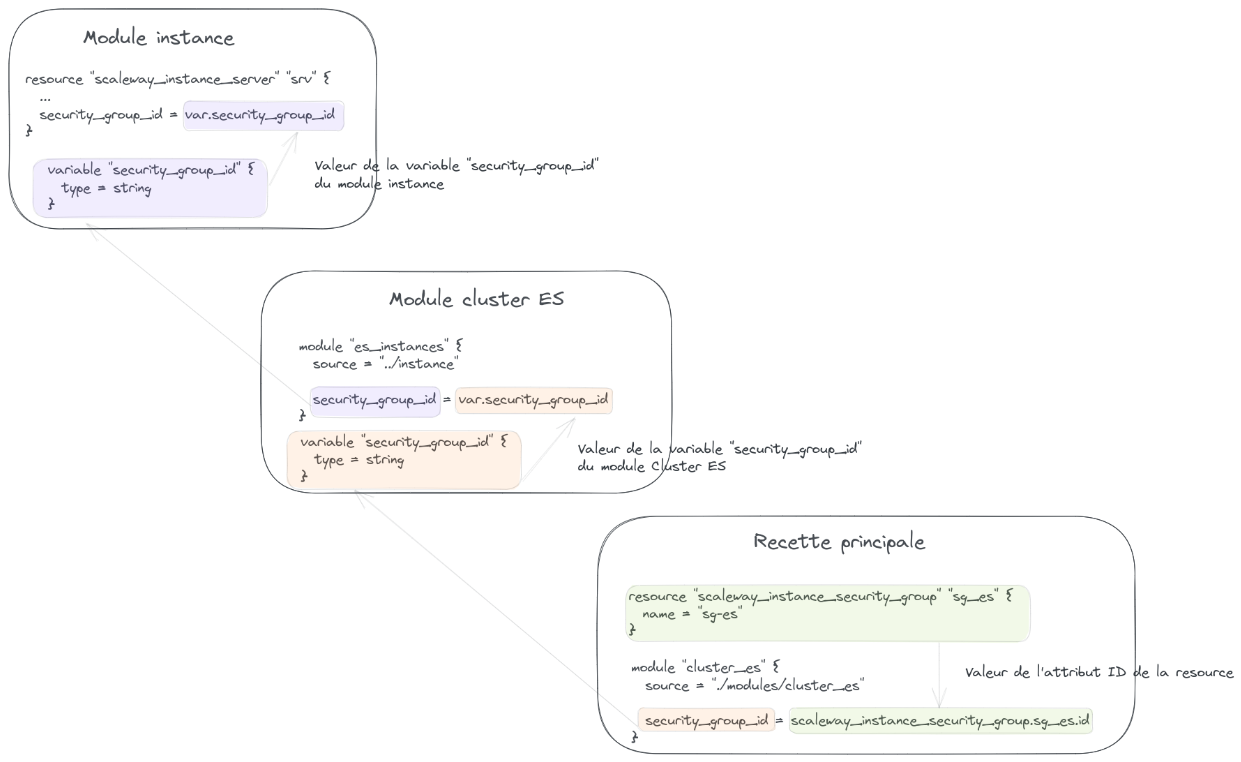 Module instance
resource "scaleway_instance_server" "srv" {
...
security_group_id = var.security_group_id
}
variable "security_group_id" {
type = string
}
Valeur de la variable "security_group_id"
du module instance
Module cluster ES
module "es_instances" {
source = "../instance"
security_group_id = var.security_group_id
}
variable "security_group_id" {
type = string
}
Valeur de la variable "security_group_id"
du module Cluster ES
Recette principale
resource "scaleway_instance_security_group" "sg_es" {
name = "sg-es"
}
module "cluster_es" {
source = "./modules/cluster_es"
Valeur de l'attribut ID de la resource
security_group_id = scaleway_instance_security_group.sg_es.id
}